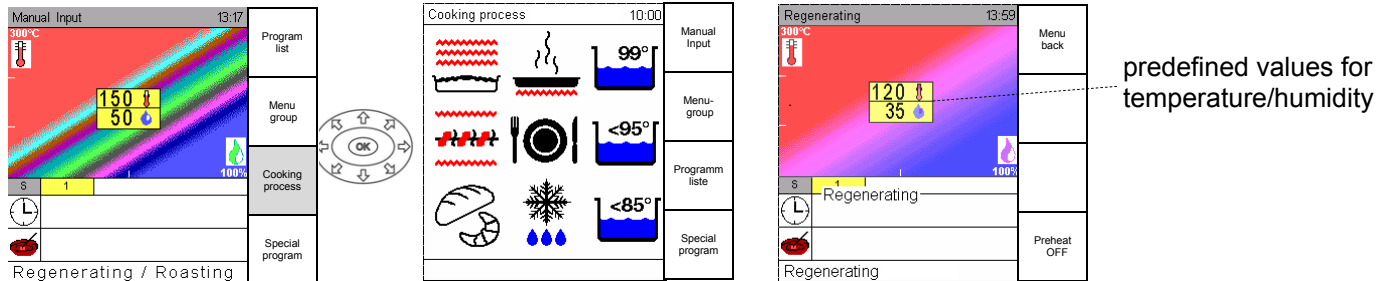 Manual Input 13:17
300°C
150
50
100%
S 1
Regenerating / Roasting
Program
list
Menu
group
Cooking
process
Special
program
OK
Cooking process 10:00
99°
<95°
<85°
Manual
Input
Menu-
group
Programm
liste
Special
program
Regenerating 13:59
300°C
120
35
100%
S 1
Regenerating
Regenerating
Menu
back
Preheat
OFF
predefined values for
temperature/humidity